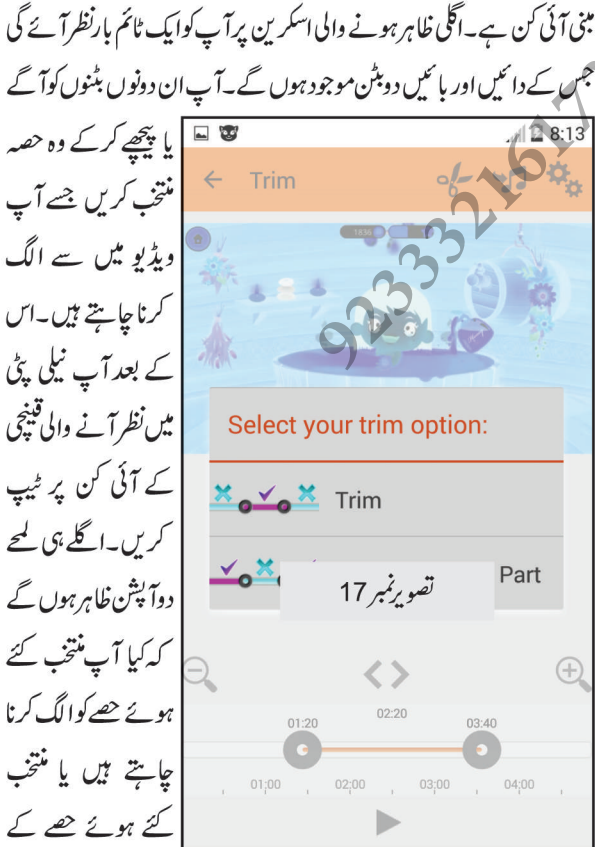 مبنی آئی کن ہے۔ اگلی ظاہر ہونے والی اسکرین پر آپ کو ایک ٹائم بار نظر آئے گی
جس کے دائیں اور بائیں دو بٹن موجود ہوں گے۔ آپ ان دونوں بٹنوں کو آگے
یا پیچھے کرکے وہ حصہ
منتخب کریں جسے آپ
ویڈیو میں سے الگ
کرنا چاہتے ہیں۔ اس
کے بعد آپ نیلی پٹی
میں نظر آنے والی قینچی
کے آئی کن پر ٹیپ
کریں۔ اگلے ہی لمحے
دو آپشن ظاہر ہوں گے
کہ کیا آپ منتخب کئے
ہوئے حصے کو الگ کرنا
چاہتے ہیں یا منتخب
کئے ہوئے حصے کے
8:13
Trim
Select your trim option:
Trim
Part
تصویر نمبر 17
02:20
01:20 03:40
01:00 02:00 03:00 04:00